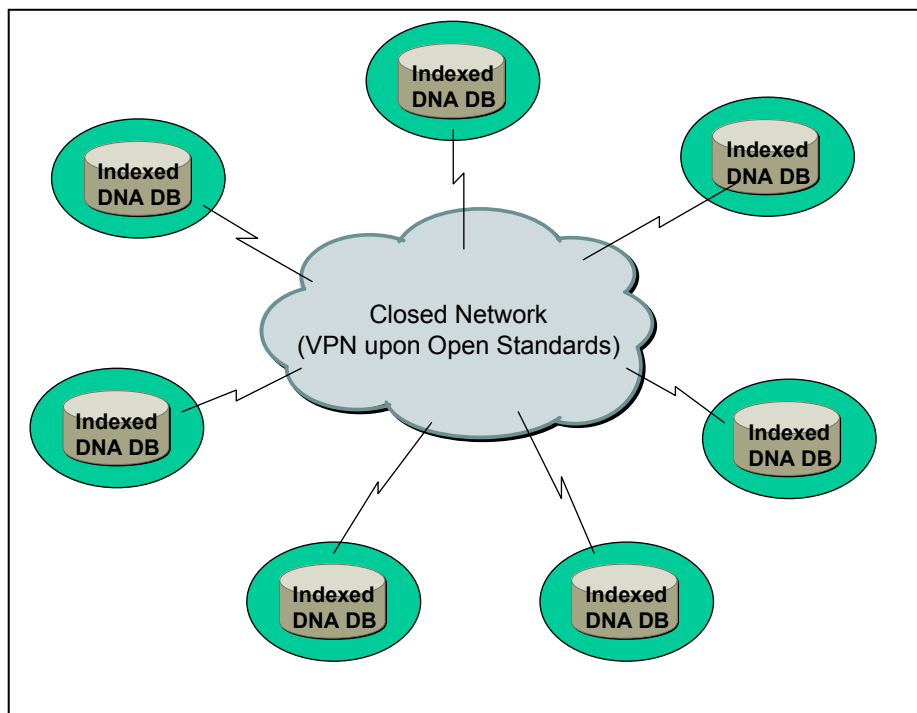 Indexed
DNA DB
Indexed
DNA DB
Indexed
DNA DB
Closed Network
(VPN upon Open Standards)
Indexed
DNA DB
Indexed
DNA DB
Indexed
DNA DB
Indexed
DNA DB